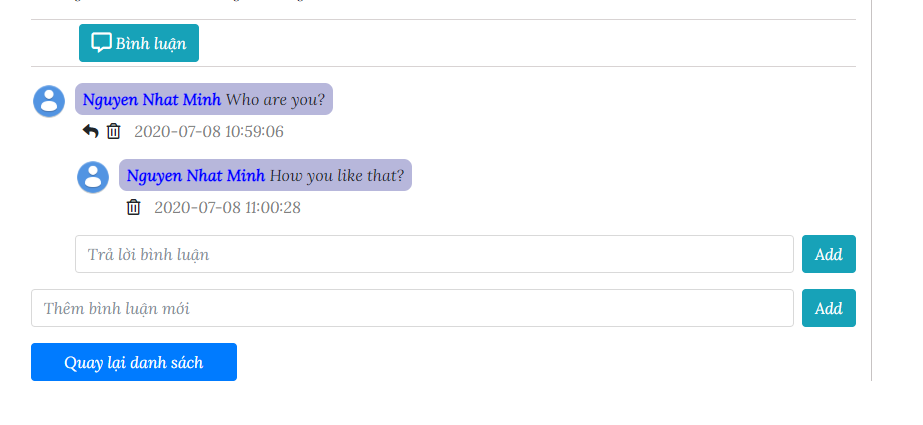 Bình luận
Nguyen Nhat Minh Who are you?
2020-07-08 10:59:06
Nguyen Nhat Minh How you like that?
2020-07-08 11:00:28
Trả lời bình luận Add
Thêm bình luận mới Add
Quay lại danh sách